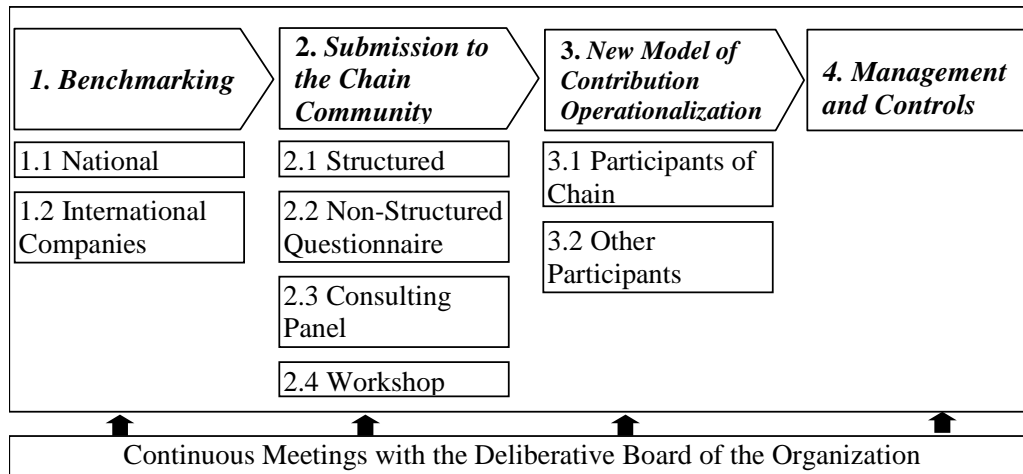 1. Benchmarking
2. Submission to
the Chain
Community
3. New Model of
Contribution
Operationalization
4. Management
and Controls
1.1 National
1.2 International
Companies
2.1 Structured
2.2 Non-Structured
Questionnaire
2.3 Consulting
Panel
2.4 Workshop
3.1 Participants of
Chain
3.2 Other
Participants
Continuous Meetings with the Deliberative Board of the Organization